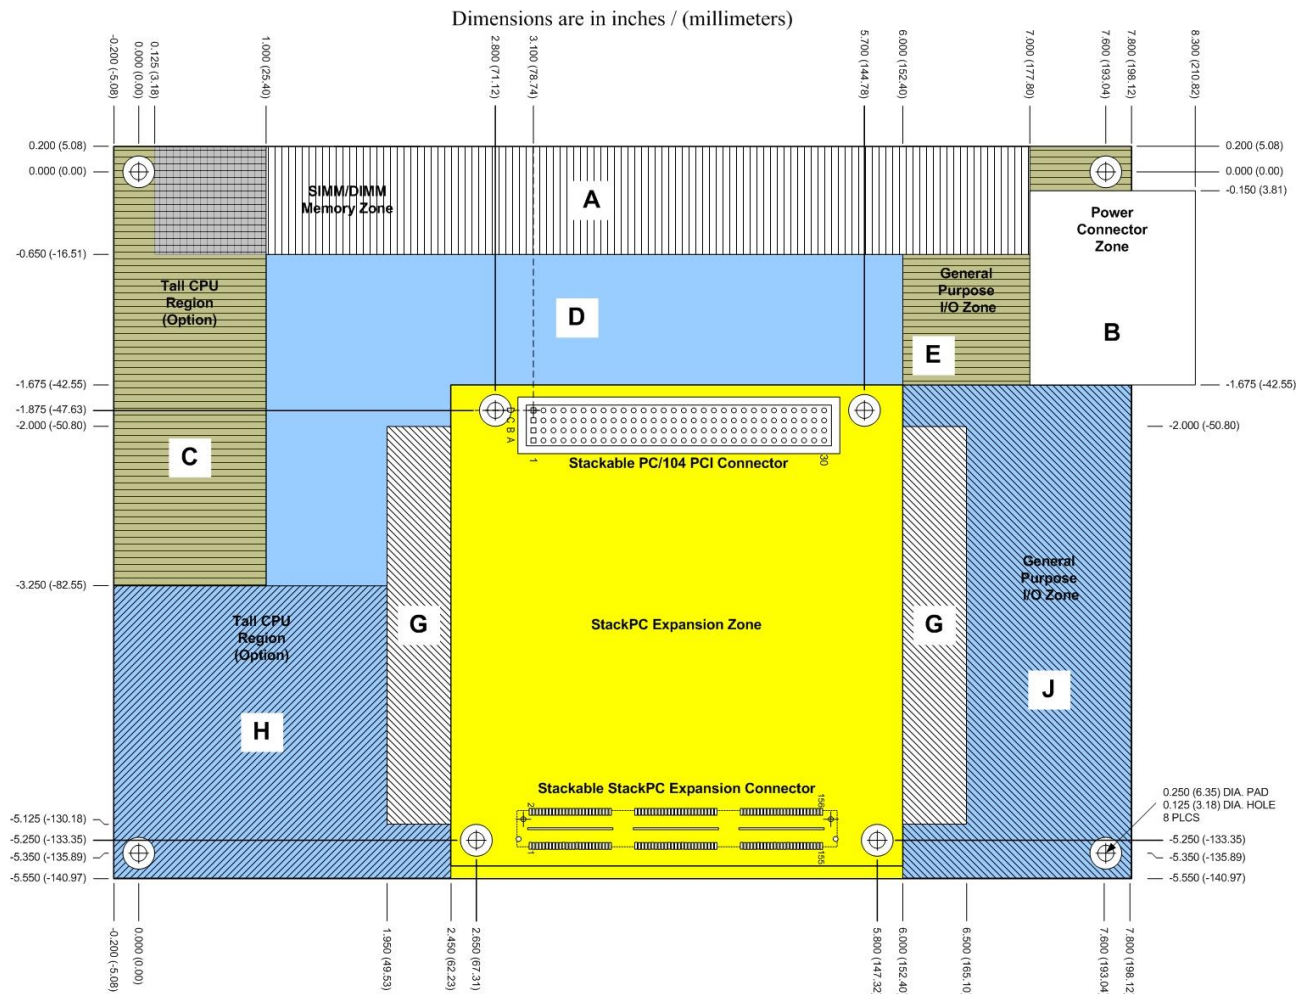 Dimensions are in inches / (millimeters)
-0.200 (-5.08)
0.000 (0.00)
0.125 (3.18)
1.000 (25.40)
2.800 (71.12)
3.100 (78.74)
5.700 (144.78)
6.000 (152.40)
7.000 (177.80)
7.600 (193.04)
7.800 (198.12)
8.300 (210.82)
0.200 (5.08)
0.000 (0.00)
-0.650 (-16.51)
-1.675 (-42.55)
-1.875 (-47.63)
-2.000 (-50.80)
-3.250 (-82.55)
-5.125 (-130.18)
-5.250 (-133.35)
-5.350 (-135.89)
-5.550 (-140.97)
SIMM/DIMM
Memory Zone
A
Power
Connector
Zone
B
Tall CPU
Region
(Option)
C
D
General
Purpose
I/O Zone
E
D C B A
1
30
Stackable PC/104 PCI Connector
G
StackPC Expansion Zone
G
General
Purpose
I/O Zone
J
Tall CPU
Region
(Option)
H
Stackable StackPC Expansion Connector
2
156
1
155
0.200 (5.08)
0.000 (0.00)
-0.150 (3.81)
-1.675 (-42.55)
-2.000 (-50.80)
0.250 (6.35) DIA. PAD
0.125 (3.18) DIA. HOLE
8 PLCS
-5.250 (-133.35)
-5.350 (-135.89)
-5.550 (-140.97)
-0.200 (-5.08)
0.000 (0.00)
1.950 (49.53)
2.450 (62.23)
2.650 (67.31)
5.800 (147.32
6.000 (152.40
6.500 (165.10
7.600 (193.04)
7.800 (198.12)